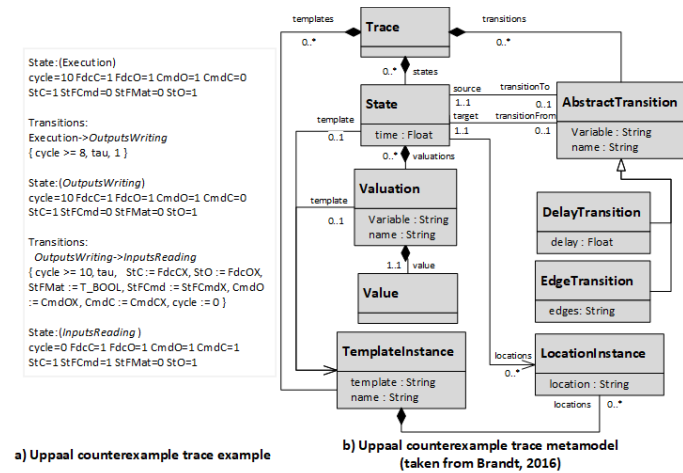 State:(Execution)
cycle=10 FdcC=1 FdcO=1 CmdO=1 CmdC=0
StC=1 StFCmd=0 StFMat=0 StO=1
Transitions:
Execution->OutputsWriting
{ cycle >= 8, tau, 1 }
State:(OutputsWriting)
cycle=10 FdcC=1 FdcO=1 CmdO=1 CmdC=0
StC=1 StFCmd=0 StFMat=0 StO=1
Transitions:
OutputsWriting->InputsReading
{ cycle >= 10, tau, StC := FdcCX, StO := FdcOX,
StFMat := T_BOOL, StFCmd := StFCmdX, CmdO
:= CmdOX, CmdC := CmdCX, cycle := 0 }
State:(InputsReading )
cycle=0 FdcC=1 FdcO=1 CmdO=1 CmdC=1
StC=1 StFCmd=1 StFMat=0 StO=1
a) Uppaal counterexample trace example
templates
0..*
Trace
transitions
0..*
0..*
states
State
time : Float
source
1..1
transitionTo
0..1
target
1..1
transitionFrom
0..1
AbstractTransition
Variable : String
name : String
template
0..1
0..*
valuations
template
0..1
Valuation
Variable : String
name : String
DelayTransition
delay : Float
1..1
value
Value
EdgeTransition
edges: String
TemplateInstance
template : String
name : String
locations
0..*
LocationInstance
location : String
locations
0..*
b) Uppaal counterexample trace metamodel
(taken from Brandt, 2016)